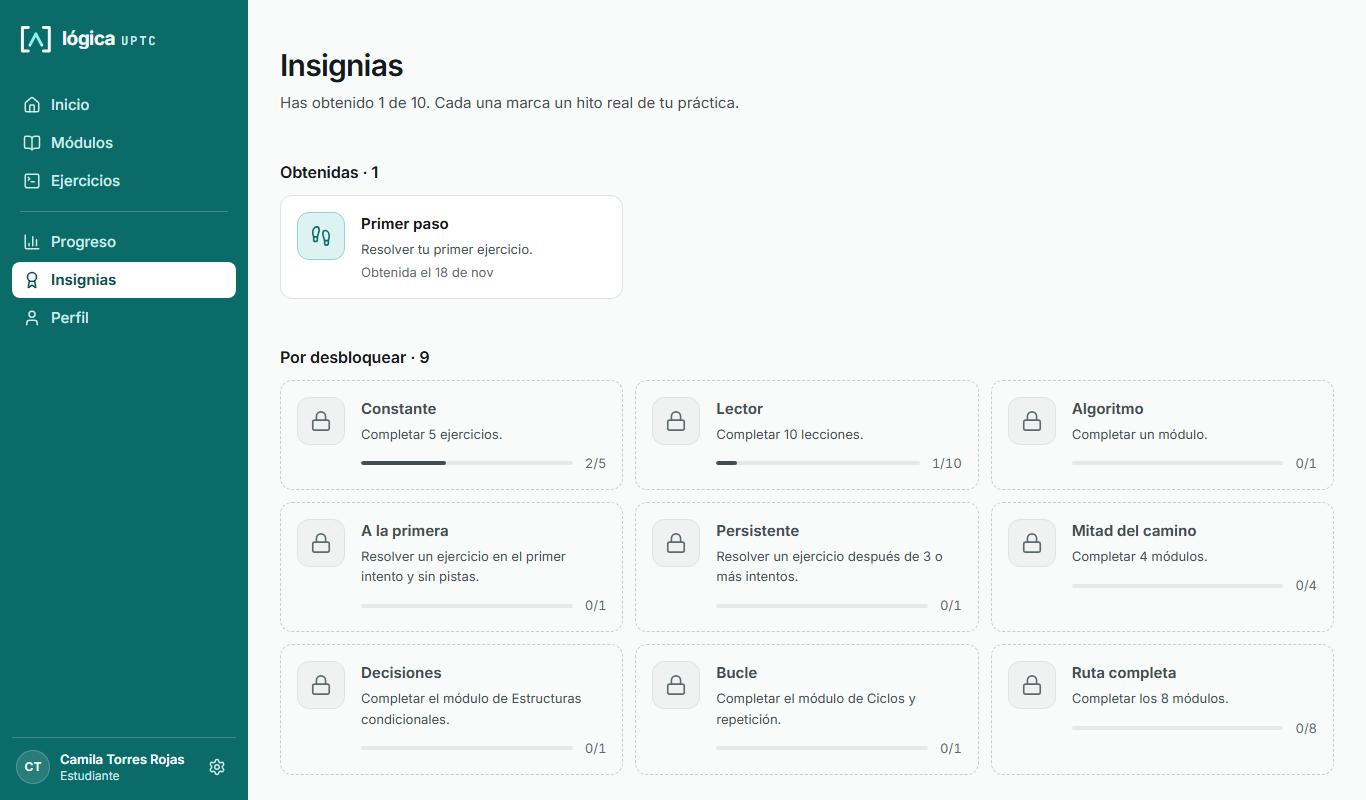 lógica UPTC
Inicio
Módulos
Ejercicios
Progreso
Insignias
Perfil
CT
Camila Torres Rojas
Estudiante
Insignias
Has obtenido 1 de 10. Cada una marca un hito real de tu práctica.
Obtenidas · 1
Primer paso
Resolver tu primer ejercicio.
Obtenida el 18 de nov
Por desbloquear · 9
Constante
Completar 5 ejercicios.
2/5
Lector
Completar 10 lecciones.
1/10
Algoritmo
Completar un módulo.
0/1
A la primera
Resolver un ejercicio en el primer
intento y sin pistas.
0/1
Persistente
Resolver un ejercicio después de 3 o
más intentos.
0/1
Mitad del camino
Completar 4 módulos.
0/4
Decisiones
Completar el módulo de Estructuras
condicionales.
0/1
Bucle
Completar el módulo de Ciclos y
repetición.
0/1
Ruta completa
Completar los 8 módulos.
0/8